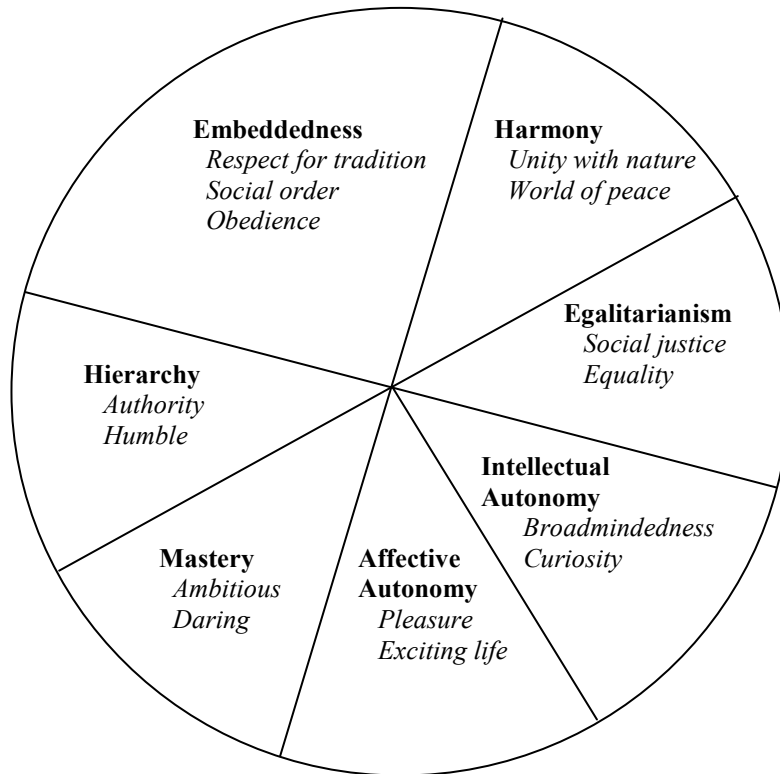 Embeddedness
Respect for tradition
Social order
Obedience
Harmony
Unity with nature
World of peace
Egalitarianism
Social justice
Equality
Hierarchy
Authority
Humble
Intellectual
Autonomy
Broadmindedness
Curiosity
Mastery
Ambitious
Daring
Affective
Autonomy
Pleasure
Exciting life